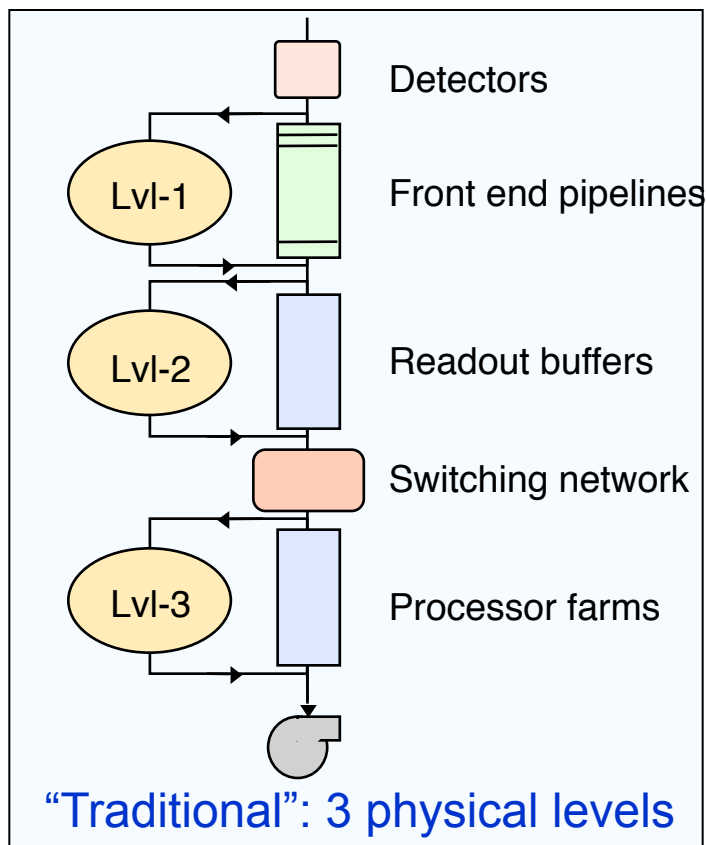 Detectors
Lvl-1
Front end pipelines
Lvl-2
Readout buffers
Switching network
Lvl-3
Processor farms
“Traditional”: 3 physical levels